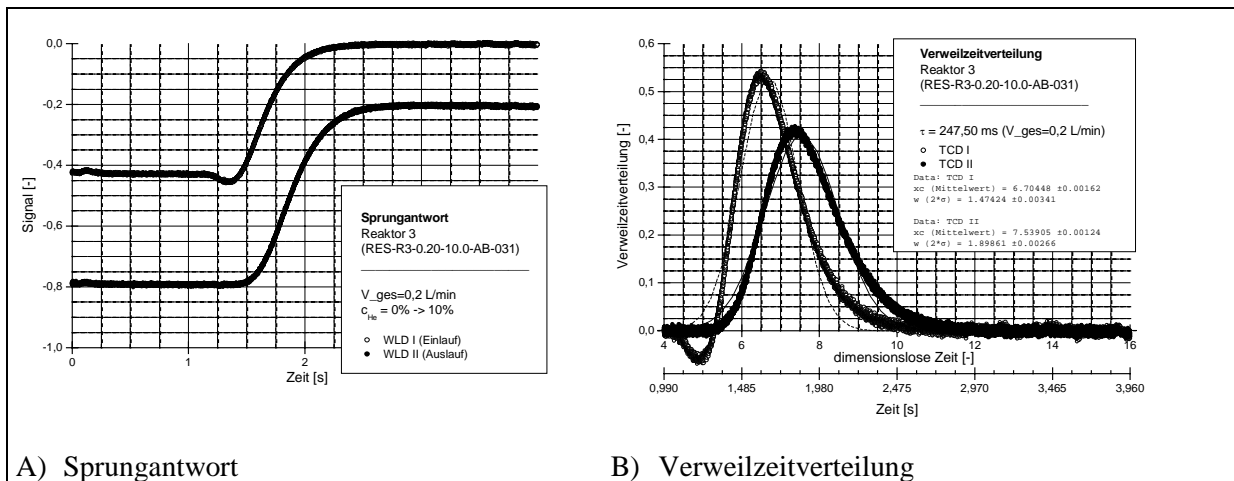 0,0
-0,2
-0,4
-0,6
-0,8
-1,0
Signal [-]
0
1
2
Zeit [s]
Sprungantwort
Reaktor 3
(RES-R3-0.20-10.0-AB-031)
V_ges=0,2 L/min
cHe = 0% -> 10%
WLD I (Einlauf)
WLD II (Auslauf)
0,6
0,5
0,4
0,3
0,2
0,1
0,0
Verweilzeitverteilung [-]
4 6 8 10 12 14 16
dimensionslose Zeit [-]
0,990 1,485 1,980 2,475 2,970 3,465 3,960
Zeit [s]
Verweilzeitverteilung
Reaktor 3
(RES-R3-0.20-10.0-AB-031)
τ = 247,50 ms (V_ges=0,2 L/min)
TCD I
TCD II
Data: TCD I
xc (Mittelwert) = 6.70448 ±0.00162
w (2*σ) = 1.47424 ±0.00341
Data: TCD II
xc (Mittelwert) = 7.53905 ±0.00124
w (2*σ) = 1.89861 ±0.00266
A) Sprungantwort
B) Verweilzeitverteilung